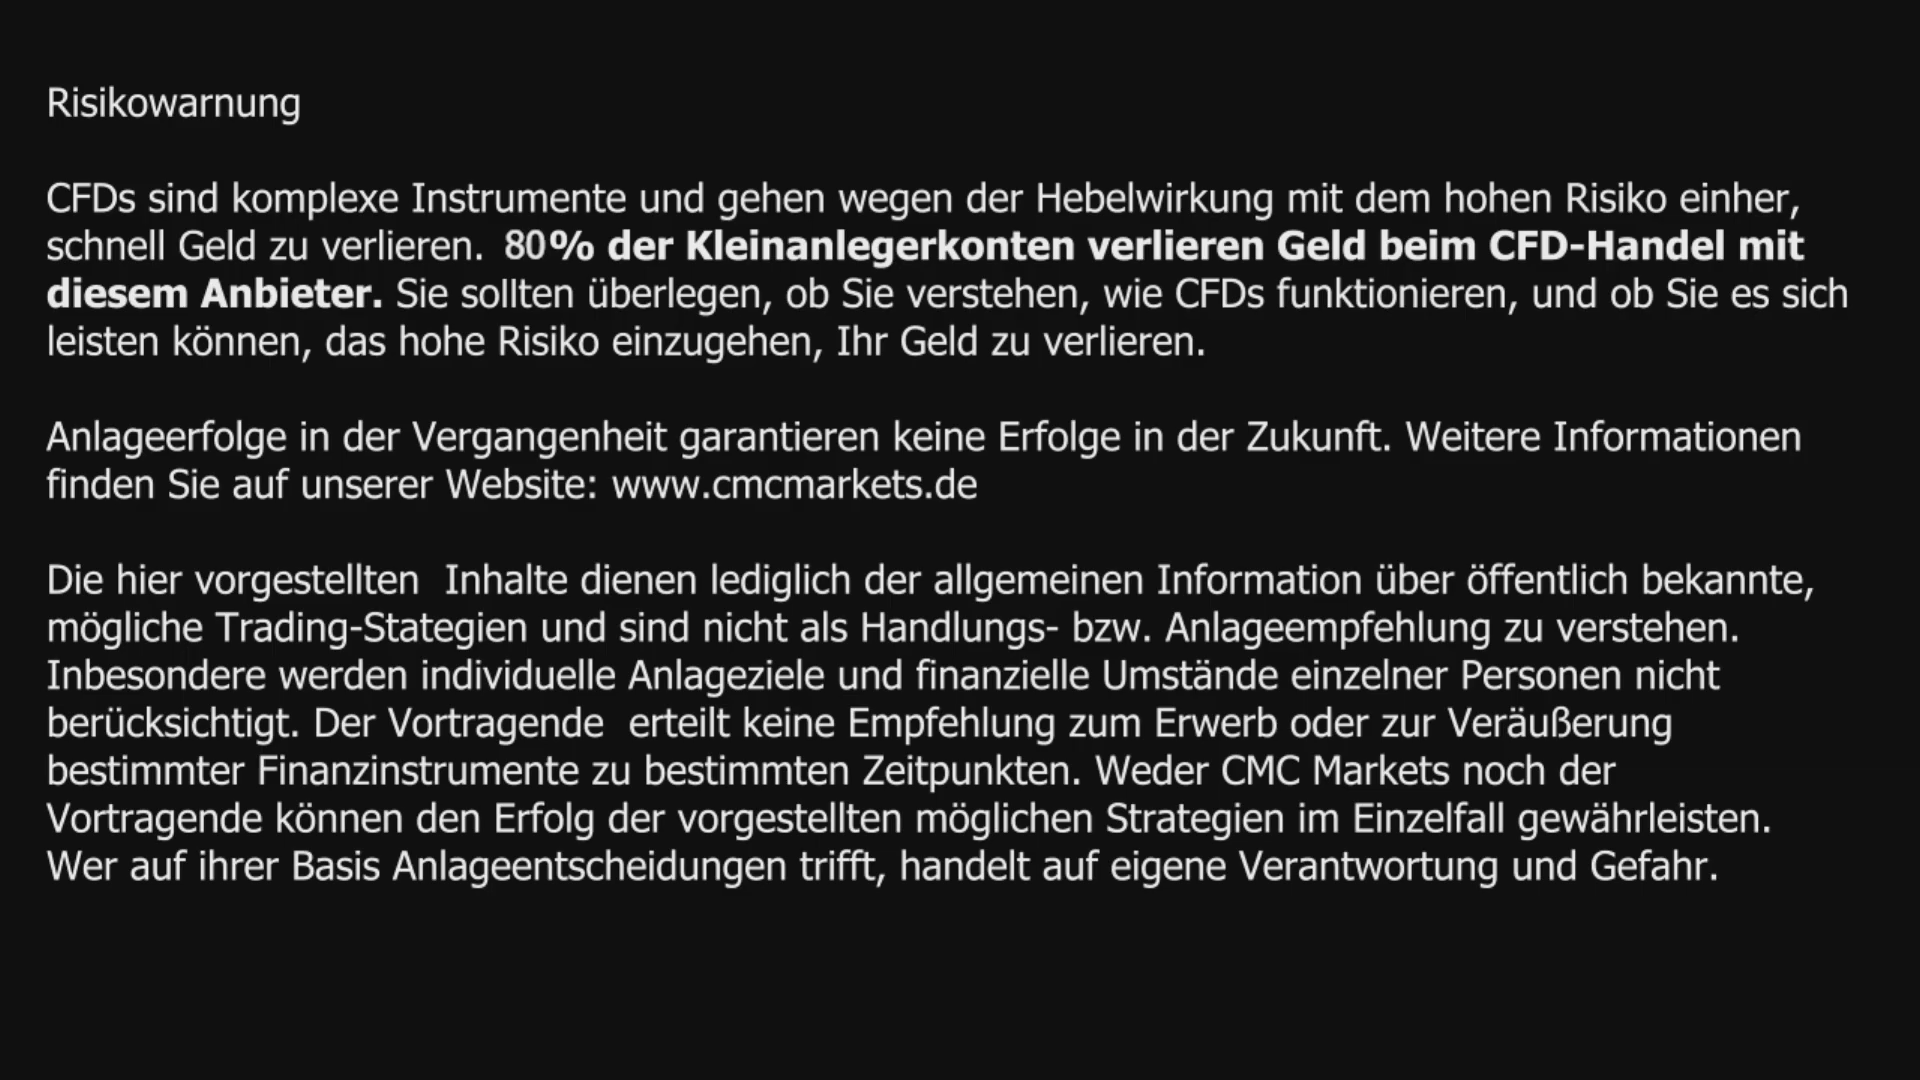 Risikowarnung
CFDs sind komplexe Instrumente und gehen wegen der Hebelwirkung mit dem hohen Risiko einher,
schnell Geld zu verlieren.  80% der Kleinanlegerkonten verlieren Geld beim CFD-Handel mit
diesem Anbieter. Sie sollten überlegen, ob Sie verstehen, wie CFDs funktionieren, und ob Sie es sich
leisten können, das hohe Risiko einzugehen, Ihr Geld zu verlieren.
Anlageerfolge in der Vergangenheit garantieren keine Erfolge in der Zukunft. Weitere Informationen
finden Sie auf unserer Website: www.cmcmarkets.de
Die hier vorgestellten  Inhalte dienen lediglich der allgemeinen Information über öffentlich bekannte,
mögliche Trading-Stategien und sind nicht als Handlungs- bzw. Anlageempfehlung zu verstehen.
Inbesondere werden individuelle Anlageziele und finanzielle Umstände einzelner Personen nicht
berücksichtigt. Der Vortragende  erteilt keine Empfehlung zum Erwerb oder zur Veräußerung
bestimmter Finanzinstrumente zu bestimmten Zeitpunkten. Weder CMC Markets noch der
Vortragende können den Erfolg der vorgestellten möglichen Strategien im Einzelfall gewährleisten.
Wer auf ihrer Basis Anlageentscheidungen trifft, handelt auf eigene Verantwortung und Gefahr.